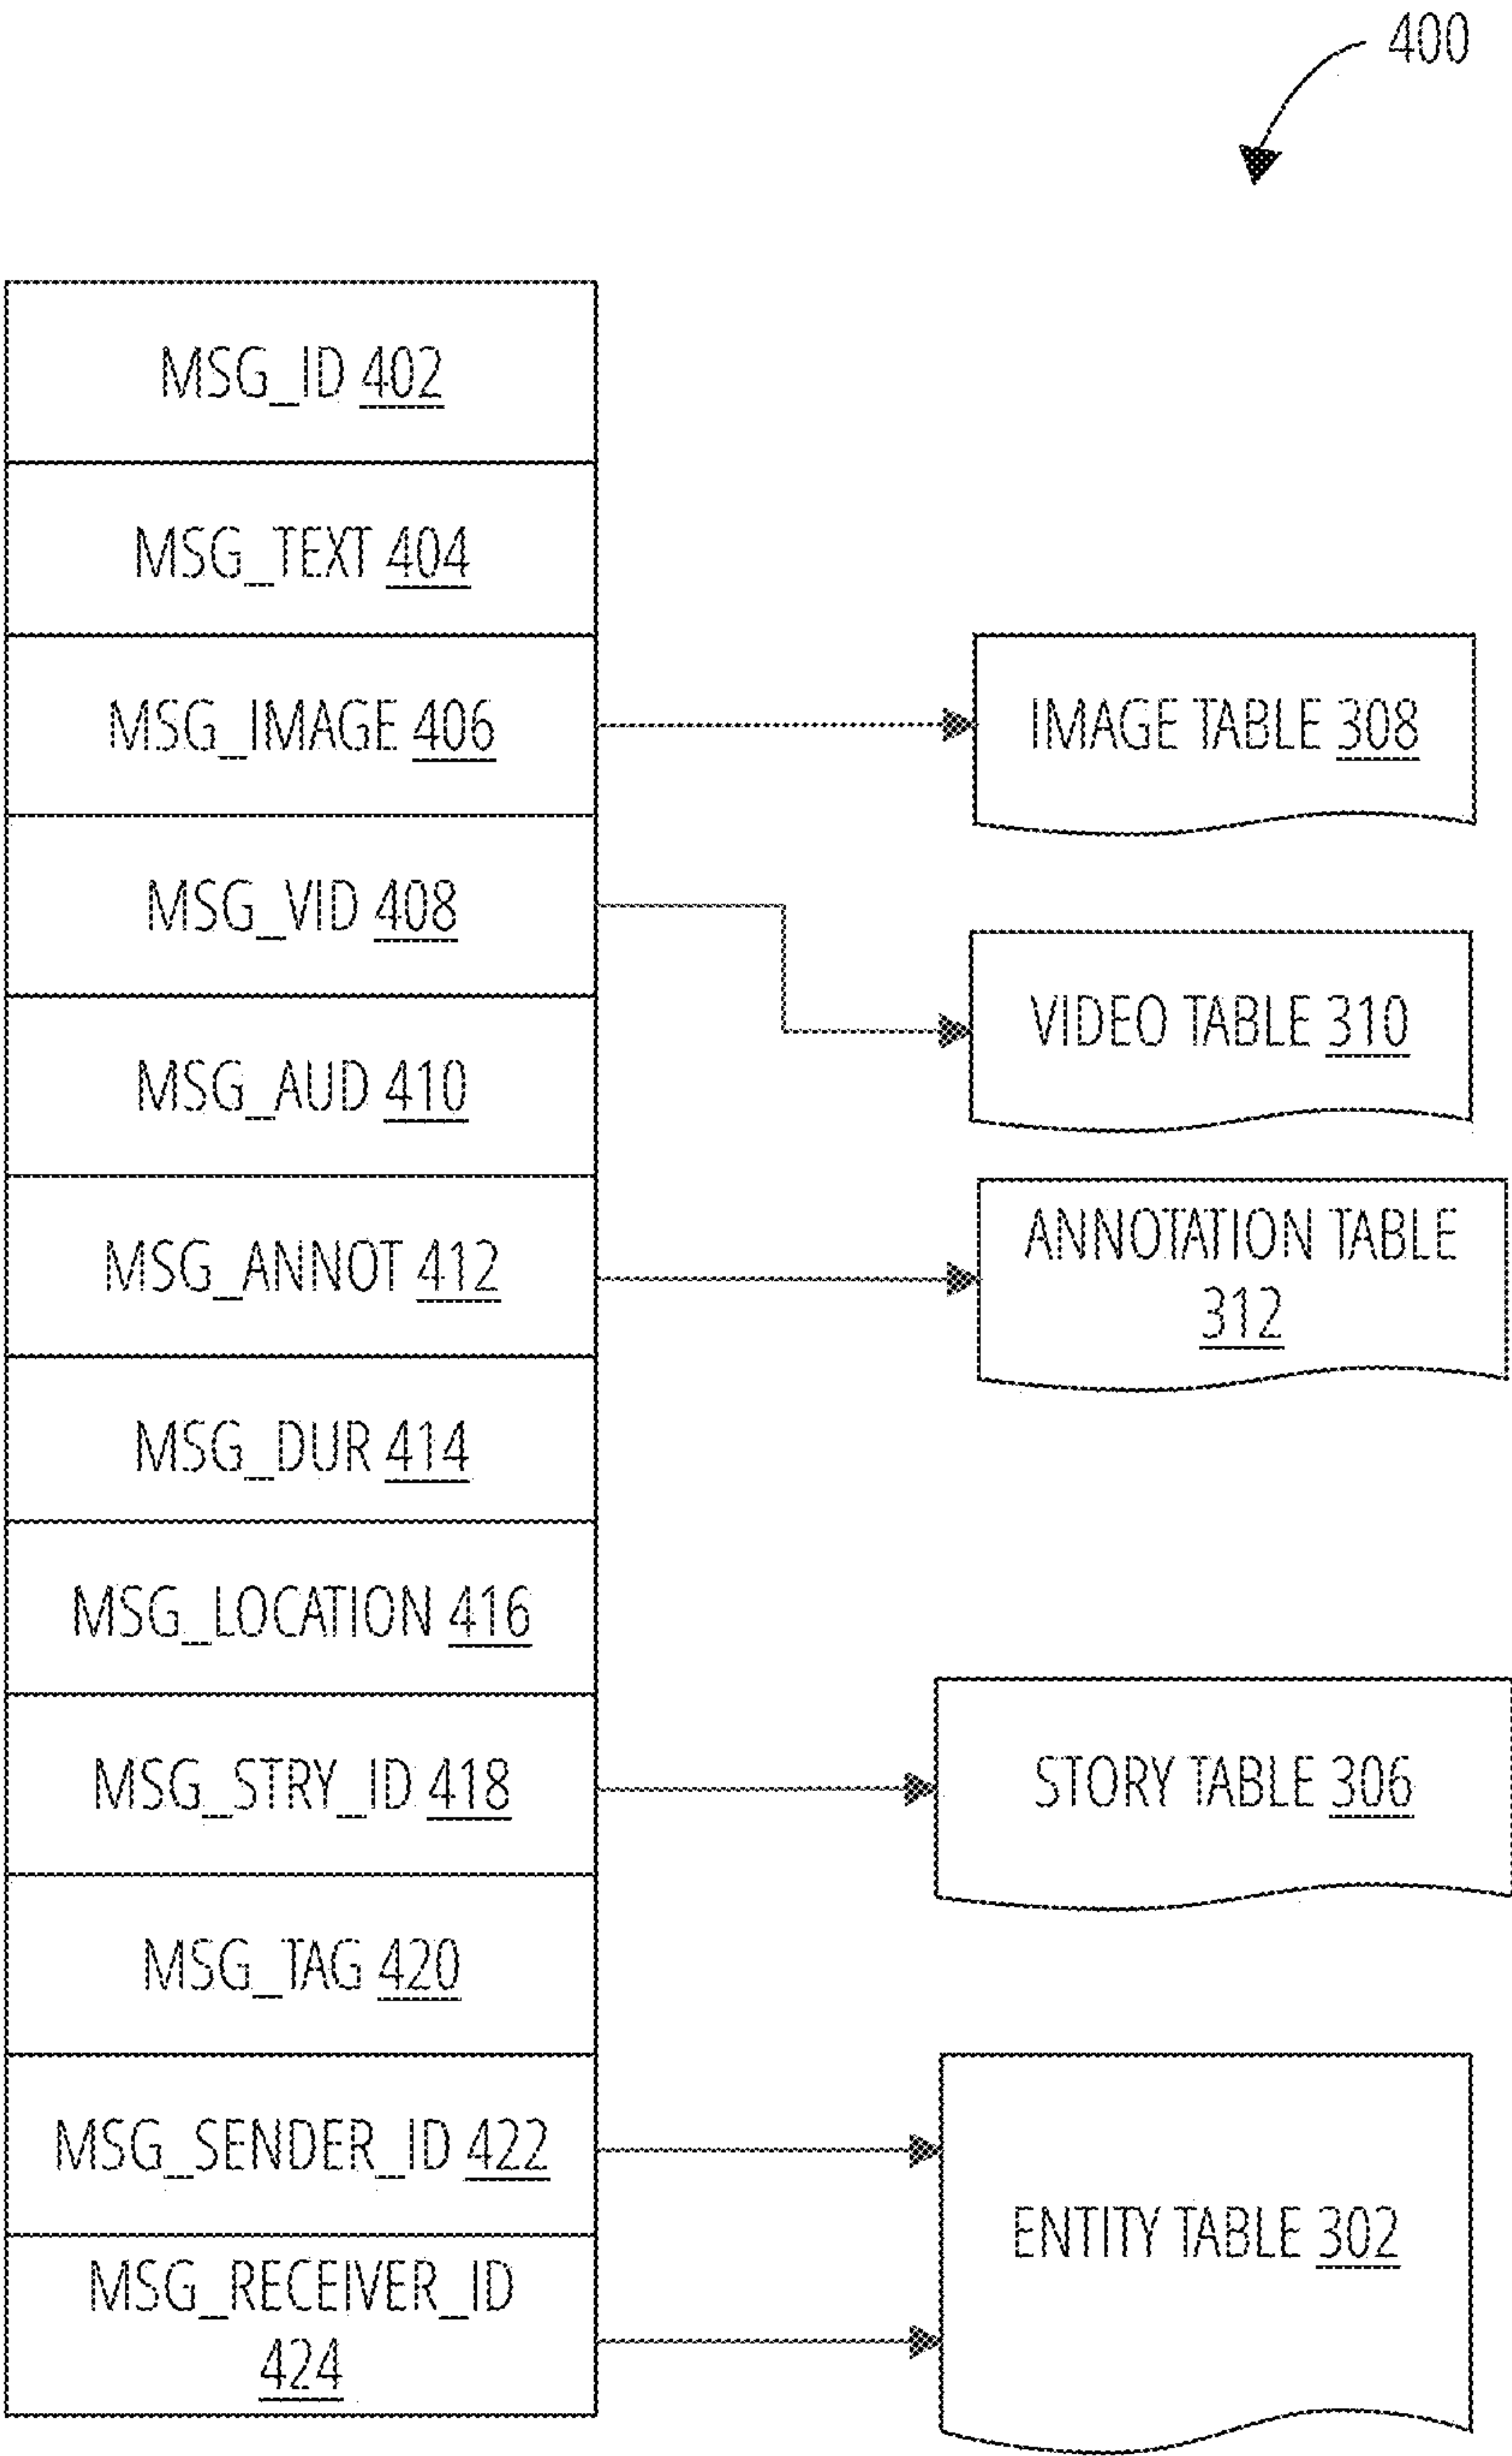 400
MSG_ID 402
MSG_TEXT 404
MSG_IMAGE 406
IMAGE TABLE 308
MSG_VID 408
VIDEO TABLE 310
MSG_AUD 410
MSG_ANNOT 412
ANNOTATION TABLE
312
MSG_DUR 414
MSG_LOCATION 416
MSG_STRY_ID 418
STORY TABLE 306
MSG_TAG 420
MSG_SENDER_ID 422
ENTITY TABLE 302
MSG_RECEIVER_ID
424